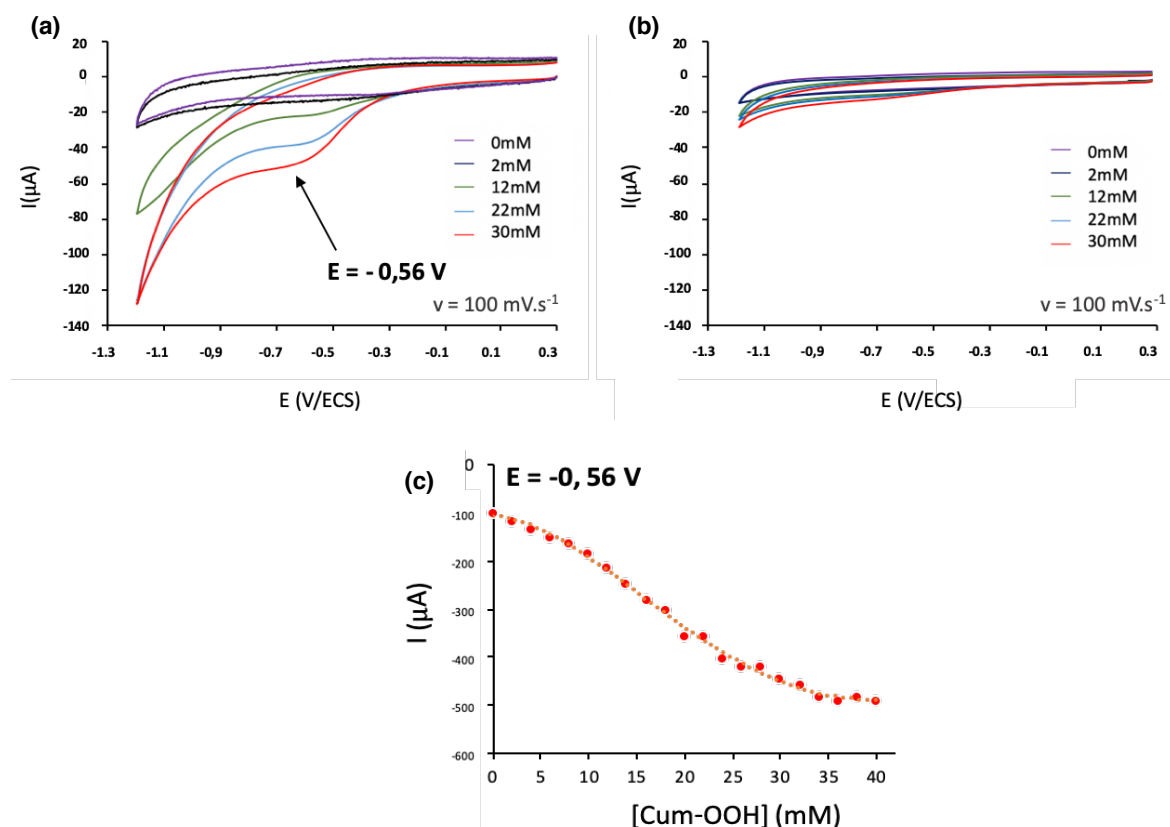 (a)
20
0
-20
-40
-60
-80
-100
-120
-140
I(µA)
0mM
2mM
12mM
22mM
30mM
E = - 0,56 V
v = 100 mV.s⁻¹
-1.3 -1.1 -0,9 -0.7 -0.5 -0.3 -0.1 0.1 0.3
E (V/ECS)
(b)
20
0
-20
-40
-60
-80
-100
-120
-140
I(µA)
0mM
2mM
12mM
22mM
30mM
v = 100 mV.s⁻¹
-1.3 -1.1 -0,9 -0.7 -0.5 -0.3 -0.1 0.1 0.3
E (V/ECS)
(c)
E = -0, 56 V
0
-100
-200
-300
-400
-500
-600
I (µA)
0 5 10 15 20 25 30 35 40
[Cum-OOH] (mM)